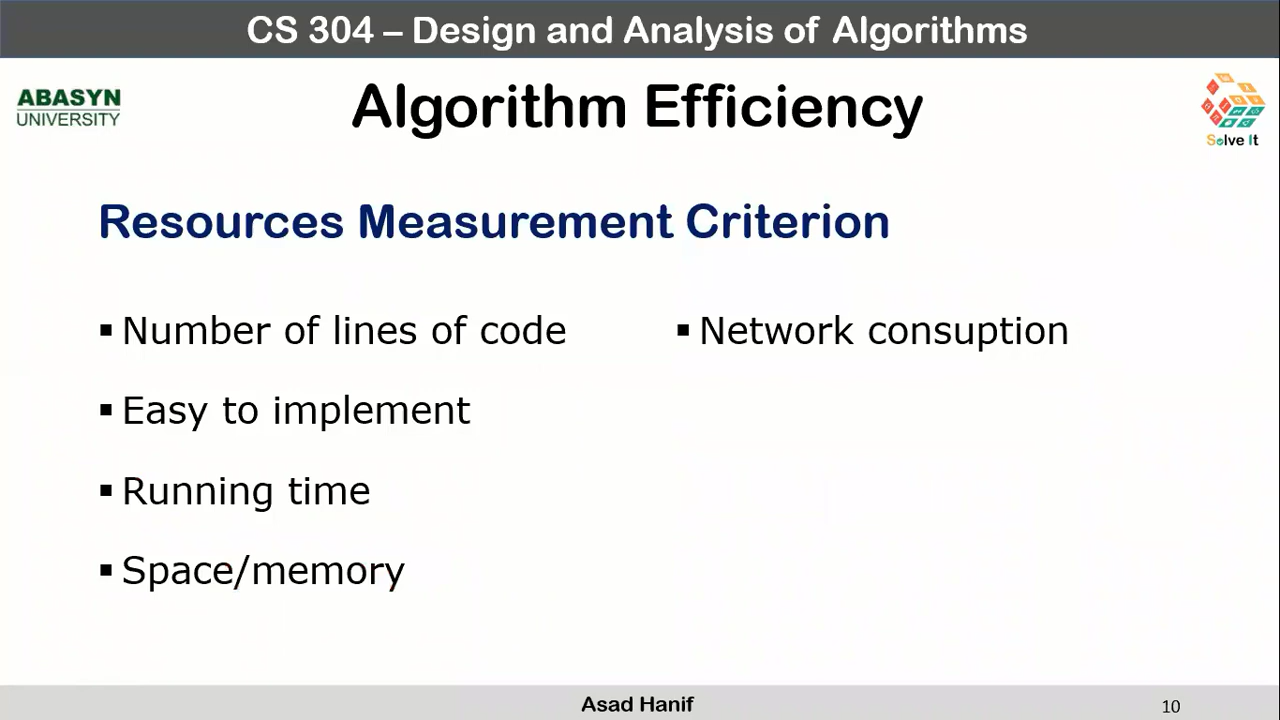 CS 304 – Design and Analysis of Algorithms
ABASYN
UNIVERSITY
Algorithm Efficiency
Solve It
Resources Measurement Criterion
▪ Number of lines of code
▪ Easy to implement
▪ Running time
▪ Space/memory
▪ Network consuption
Asad Hanif
10